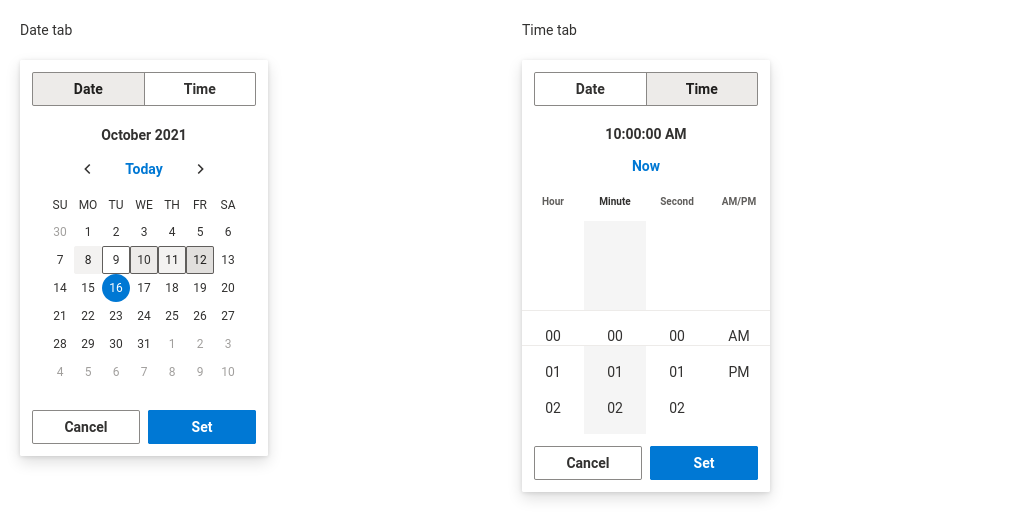 Date tab
Date Time
October 2021
Today
SU MO TU WE TH FR SA
30 1 2 3 4 5 6
7 8 9 10 11 12 13
14 15 16 17 18 19 20
21 22 23 24 25 26 27
28 29 30 31 1 2 3
4 5 6 7 8 9 10
Cancel Set
Time tab
Date Time
10:00:00 AM
Now
Hour Minute Second AM/PM
00 00 00 AM
01 01 01 PM
02 02 02
Cancel Set